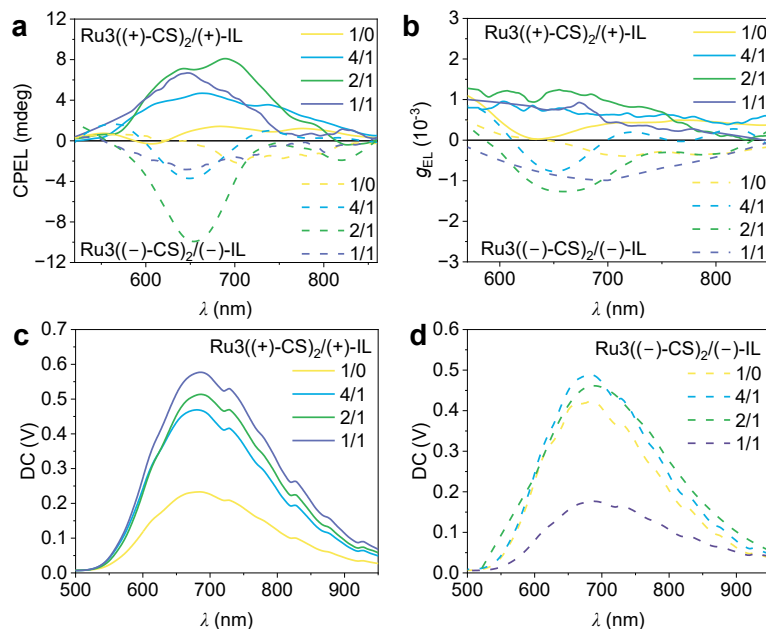 a
CPEL (mdeg)
12
8
4
0
-4
-8
-12
Ru3((+)-CS)2/(+)-IL
1/0
4/1
2/1
1/1
1/0
4/1
2/1
1/1
Ru3((−)-CS)2/(−)-IL
600 700 800
λ (nm)
b
gEL (10-3)
3
2
1
0
-1
-2
-3
Ru3((+)-CS)2/(+)-IL
1/0
4/1
2/1
1/1
1/0
4/1
2/1
1/1
Ru3((−)-CS)2/(−)-IL
600 700 800
λ (nm)
c
DC (V)
0.7
0.6
0.5
0.4
0.3
0.2
0.1
0.0
Ru3((+)-CS)2/(+)-IL
1/0
4/1
2/1
1/1
500 600 700 800 900
λ (nm)
d
DC (V)
0.6
0.5
0.4
0.3
0.2
0.1
0.0
Ru3((−)-CS)2/(−)-IL
1/0
4/1
2/1
1/1
500 600 700 800 900
λ (nm)